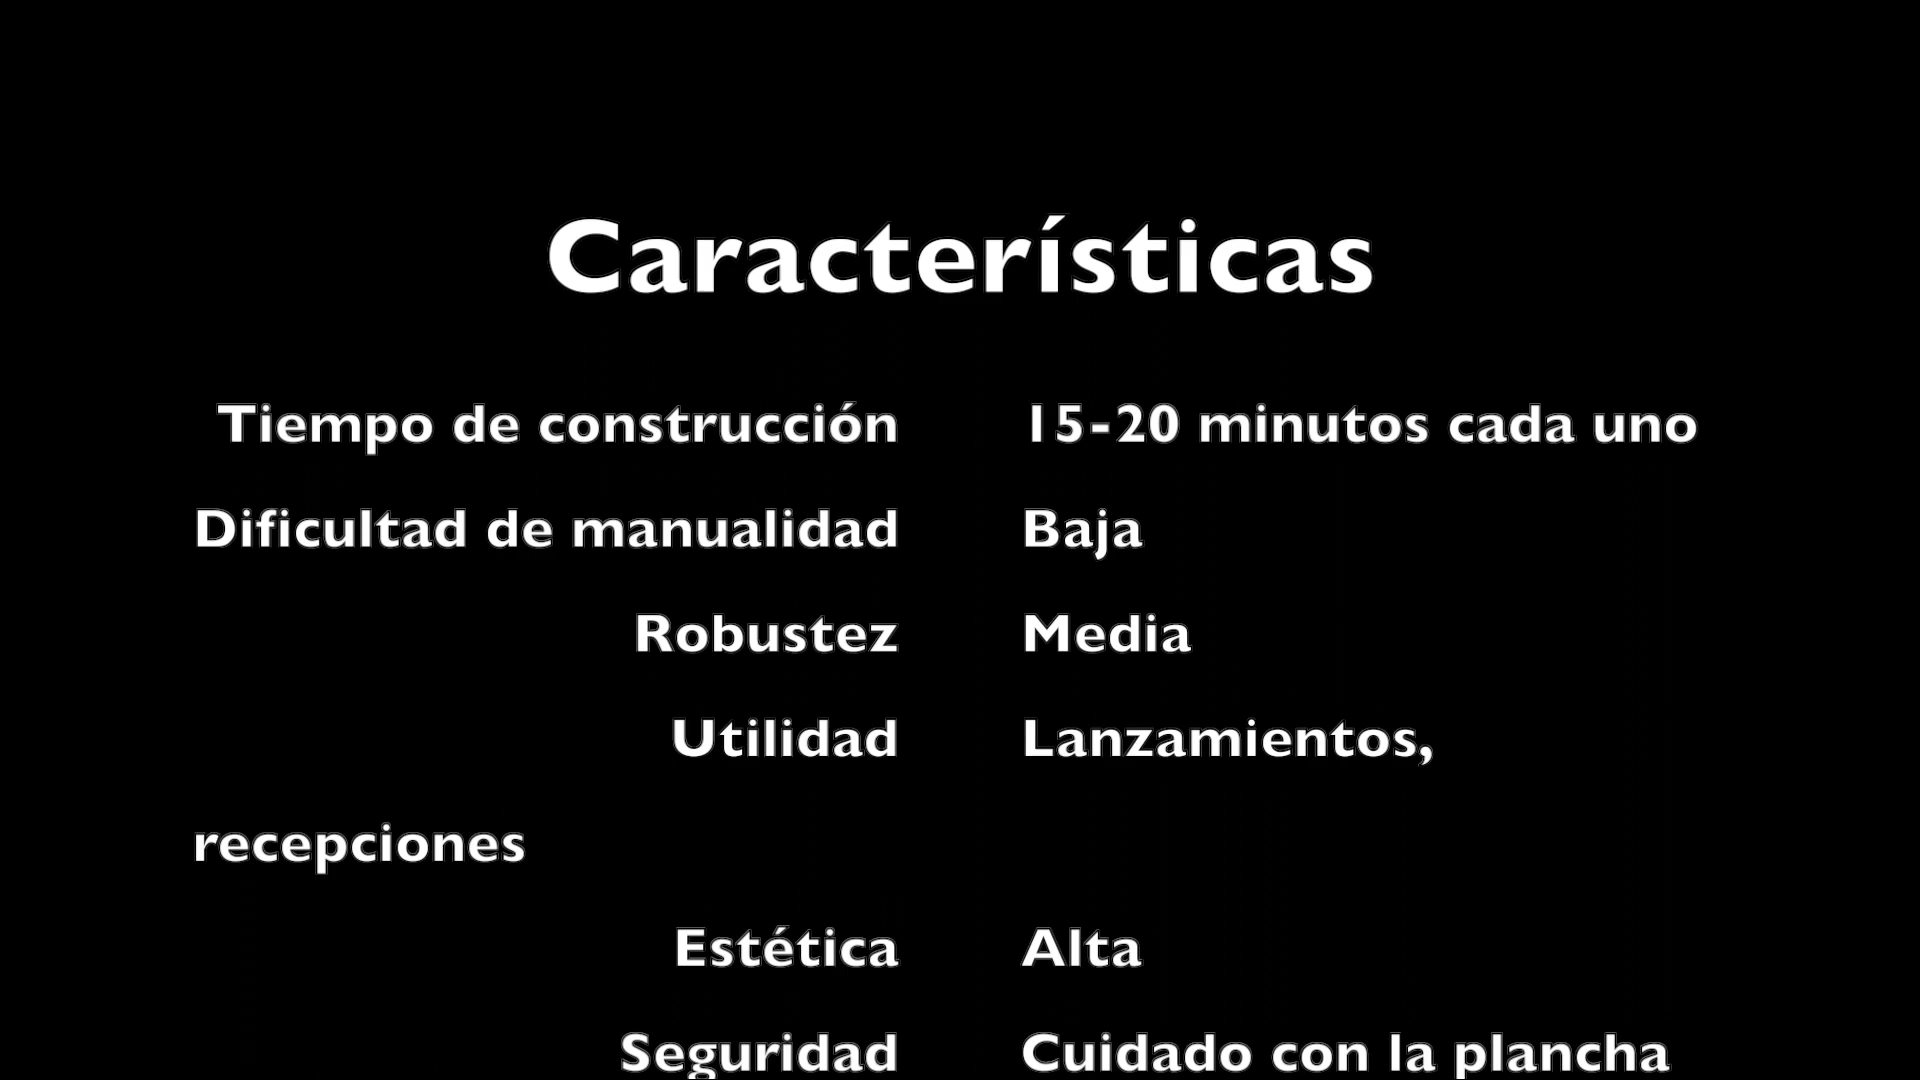 Características
Tiempo de construcción 15-20 minutos cada uno
Dificultad de manualidad Baja
Robustez Media
Utilidad Lanzamientos,
recepciones
Estética Alta
Seguridad Cuidado con la plancha